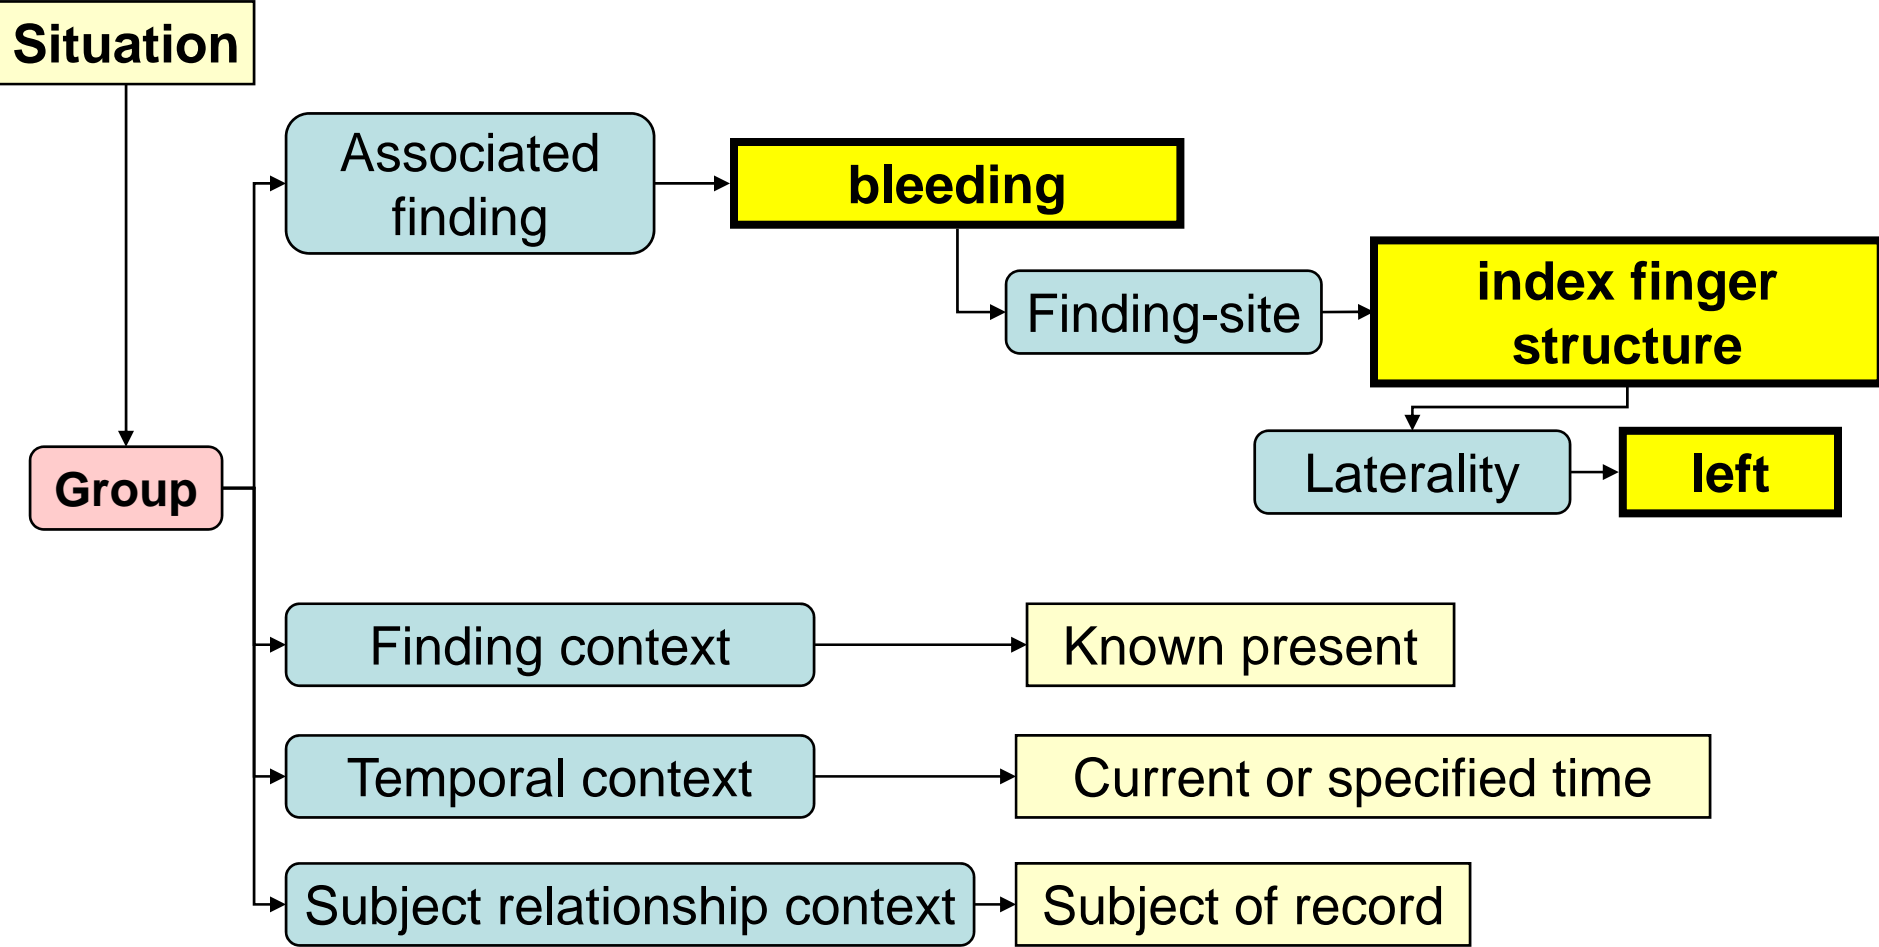 Situation
Associated
finding
bleeding
Finding-site
index finger
structure
Laterality
left
Group
Finding context
Known present
Temporal context
Current or specified time
Subject relationship context
Subject of record